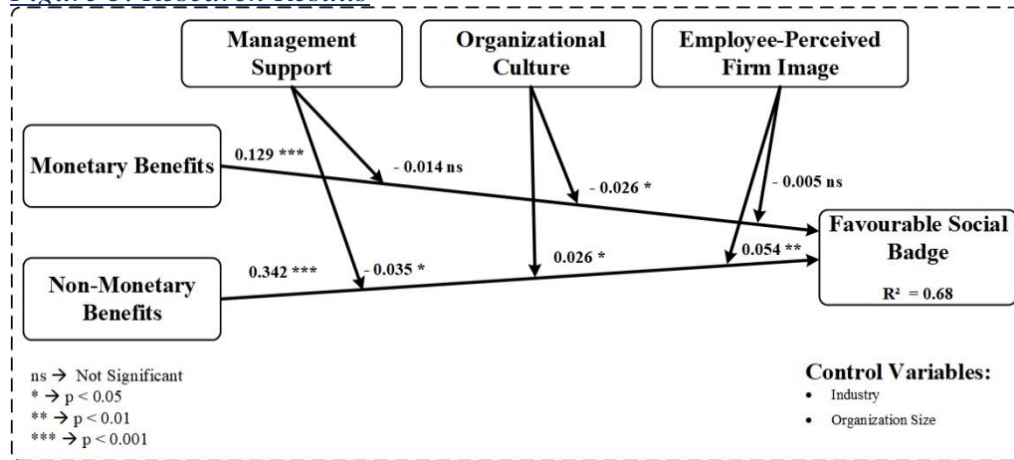 Management
Support
Organizational
Culture
Employee-Perceived
Firm Image
Monetary Benefits
0.129 ***
- 0.014 ns
- 0.026 *
- 0.005 ns
Favourable Social
Badge
R² = 0.68
Non-Monetary
Benefits
0.342 ***
- 0.035 *
0.026 *
0.054 **
ns → Not Significant
* → p < 0.05
** → p < 0.01
*** → p < 0.001
Control Variables:
• Industry
• Organization Size